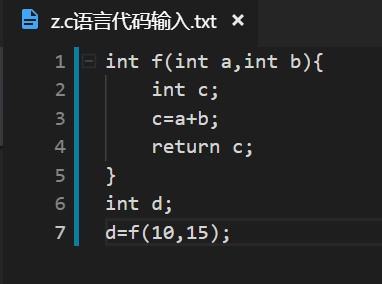 z.c语言代码输入.txt ×
1 int f(int a,int b){
2 int c;
3 c=a+b;
4 return c;
5 }
6 int d;
7 d=f(10,15);